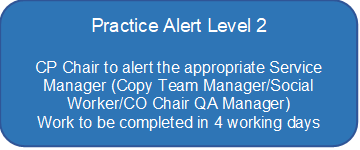 Practice Alert Level 2
CP Chair to alert the appropriate Service
Manager (Copy Team Manager/Social
Worker/CO Chair QA Manager)
Work to be completed in 4 working days